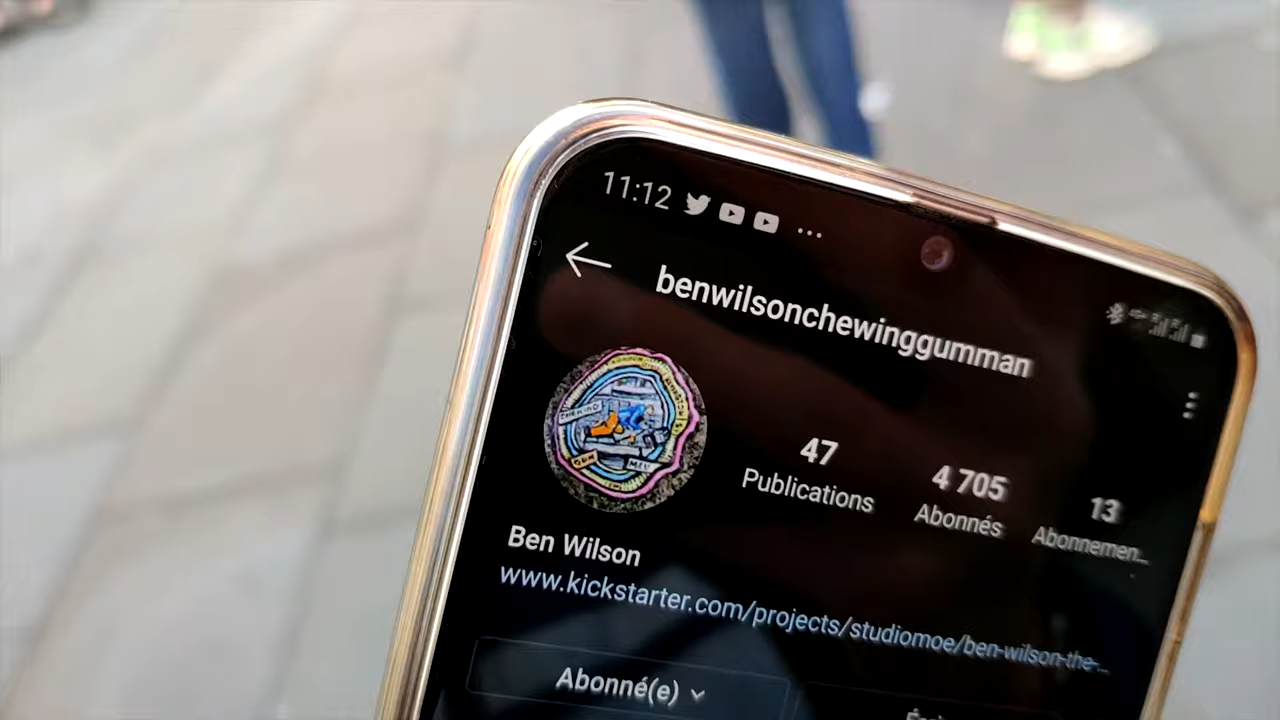 11:12 ...
benwilsonchewinggumman
47
Publications
4 705
Abonnés
13
Abonnemen...
Ben Wilson
www.kickstarter.com/projects/studiomoe/ben-wilson-the-...
Abonné(e)